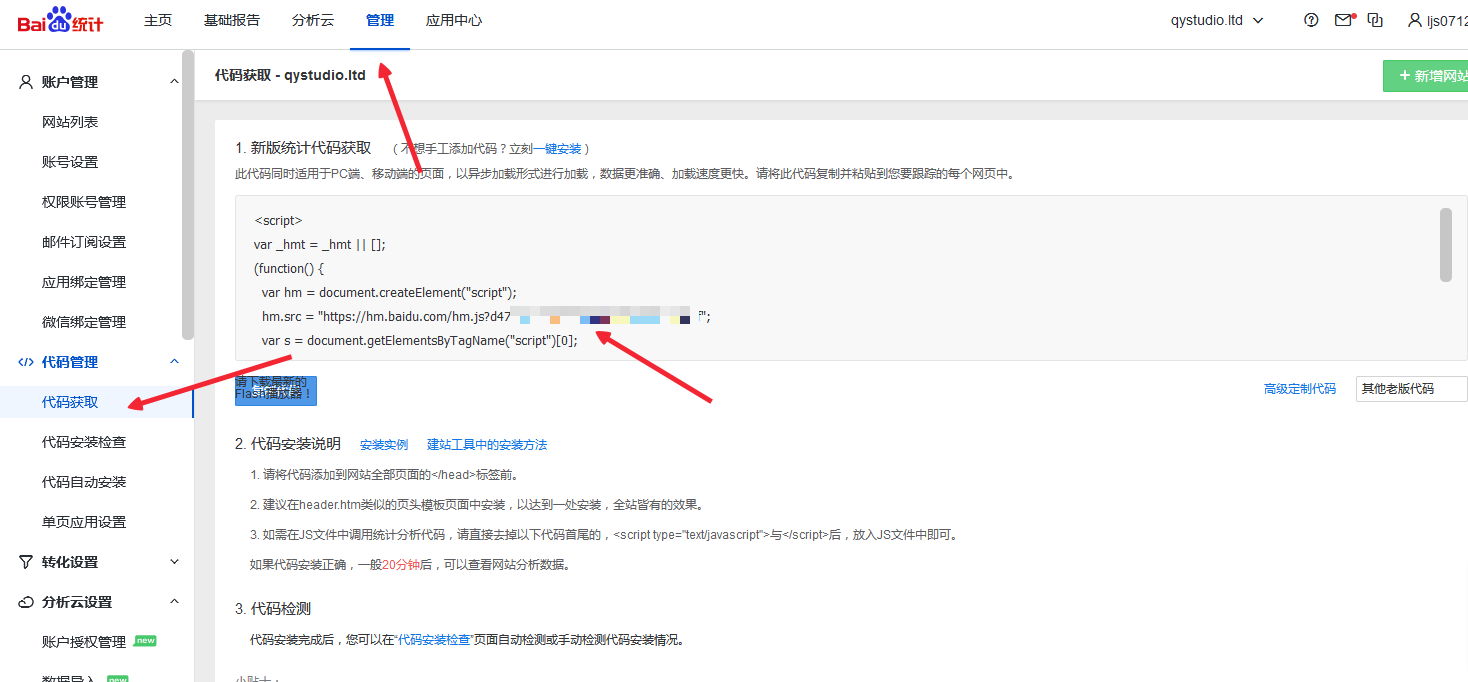 Bai du 统计 主页 基础报告 分析云 管理 应用中心 qystudio.ltd ljs0712
账户管理
网站列表
账号设置
权限账号管理
邮件订阅设置
应用绑定管理
微信绑定管理
代码管理
代码获取
代码安装检查
代码自动安装
单页应用设置
转化设置
分析云设置
账户授权管理 new
数据导入 new
代码获取 - qystudio.ltd
+ 新增网站
1. 新版统计代码获取 （不想手工添加代码？立刻一键安装）
此代码同时适用于PC端、移动端的页面，以异步加载形式进行加载，数据更准确、加载速度更快。请将此代码复制并粘贴到您要跟踪的每个网页中。
<script>
var _hmt = _hmt || [];
(function() {
var hm = document.createElement("script");
hm.src = "https://hm.baidu.com/hm.js?d47 ";
var s = document.getElementsByTagName("script")[0];
请下载最新的
Flash播放器！
高级定制代码 其他老版代码
2. 代码安装说明 安装实例 建站工具中的安装方法
1. 请将代码添加到网站全部页面的</head>标签前。
2. 建议在header.htm类似的页头模板页面中安装，以达到一处安装，全站皆有的效果。
3. 如需在JS文件中调用统计分析代码，请直接去掉以下代码首尾的，<script type="text/javascript">与</script>后，放入JS文件中即可。
如果代码安装正确，一般20分钟后，可以查看网站分析数据。
3. 代码检测
代码安装完成后，您可以在“代码安装检查”页面自动检测或手动检测代码安装情况。
小贴士：